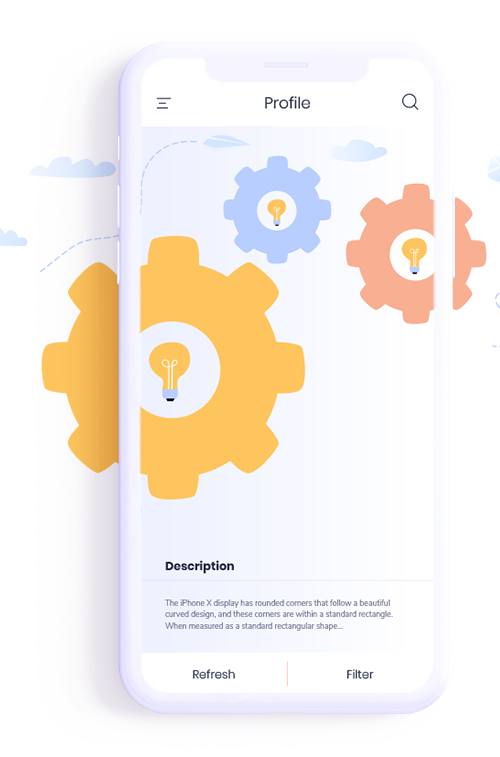 Profile
Description
The iPhone X display has rounded corners that follow a beautiful
curved design, and these corners are within a standard rectangle.
When measured as a standard rectangular shape...
Refresh
Filter